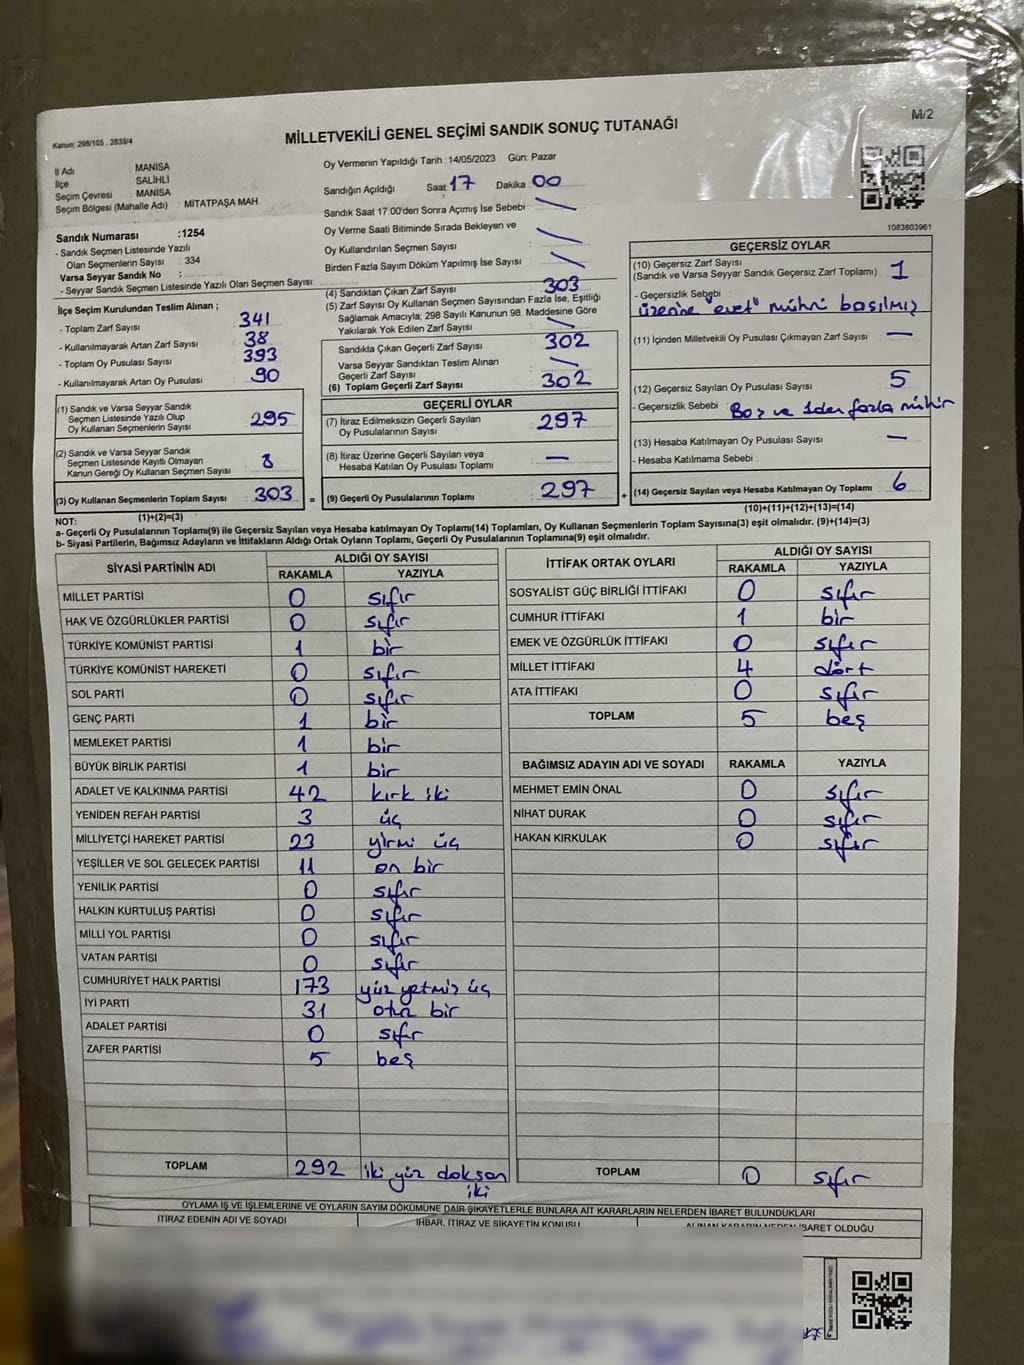 Kanun: 298/105 , 2839/4
MİLLETVEKİLİ GENEL SEÇİMİ SANDIK SONUÇ TUTANAĞI
M/2
İl Adı : MANİSA
İlçe : SALİHLİ
Seçim Çevresi : MANİSA
Seçim Bölgesi (Mahalle Adı) : MİTATPAŞA MAH.
Oy Vermenin Yapıldığı Tarih : 14/05/2023 Gün: Pazar
Sandığın Açıldığı Saat: 17 Dakika: 00
Sandık Saat 17.00'den Sonra Açımış İse Sebebi :
Oy Verme Saati Bitiminde Sırada Bekleyen ve
Oy Kullandırılan Seçmen Sayısı :
Birden Fazla Sayım Döküm Yapılmış İse Sayısı :
1083803961
Sandık Numarası :1254
- Sandık Seçmen Listesinde Yazılı
Olan Seçmenlerin Sayısı : 334
Varsa Seyyar Sandık No :
- Seyyar Sandık Seçmen Listesinde Yazılı Olan Seçmen Sayısı:
İlçe Seçim Kurulundan Teslim Alınan ;
- Toplam Zarf Sayısı : 341
- Kullanılmayarak Artan Zarf Sayısı : 38
- Toplam Oy Pusulası Sayısı : 393
- Kullanılmayarak Artan Oy Pusulası : 90
(4) Sandıktan Çıkan Zarf Sayısı : 303
(5) Zarf Sayısı Oy Kullanan Seçmen Sayısından Fazla İse, Eşitliği
Sağlamak Amacıyla, 298 Sayılı Kanunun 98. Maddesine Göre
Yakılarak Yok Edilen Zarf Sayısı :
Sandıkta Çıkan Geçerli Zarf Sayısı : 302
Varsa Seyyar Sandıktan Teslim Alınan
Geçerli Zarf Sayısı :
(6) Toplam Geçerli Zarf Sayısı : 302
GEÇERSİZ OYLAR
(10) Geçersiz Zarf Sayısı
(Sandık ve Varsa Seyyar Sandık Geçersiz Zarf Toplamı) : 1
- Geçersizlik Sebebi :
üzerine "evet" mührü basılmış
(11) İçinden Milletvekili Oy Pusulası Çıkmayan Zarf Sayısı : —
(12) Geçersiz Sayılan Oy Pusulası Sayısı : 5
- Geçersizlik Sebebi : Boş ve 1den fazla mühür
(13) Hesaba Katılmayan Oy Pusulası Sayısı : —
- Hesaba Katılmama Sebebi :
(14) Geçersiz Sayılan veya Hesaba Katılmayan Oy Toplamı : 6
(10)+(11)+(12)+(13)=(14)
(1) Sandık ve Varsa Seyyar Sandık
Seçmen Listesinde Yazılı Olup
Oy Kullanan Seçmenlerin Sayısı : 295
(2) Sandık ve Varsa Seyyar Sandık
Seçmen Listesinde Kayıtlı Olmayan
Kanun Gereği Oy Kullanan Seçmen Sayısı : 8
(3) Oy Kullanan Seçmenlerin Toplam Sayısı : 303 =
(1)+(2)=(3)
GEÇERLİ OYLAR
(7) İtiraz Edilmeksizin Geçerli Sayılan
Oy Pusulalarının Sayısı : 297
(8) İtiraz Üzerine Geçerli Sayılan veya
Hesaba Katılan Oy Pusulası Toplamı : —
(9) Geçerli Oy Pusulalarının Toplamı : 297 +
NOT:
a- Geçerli Oy Pusulalarının Toplamı(9) ile Geçersiz Sayılan veya Hesaba katılmayan Oy Toplamı(14) Toplamları, Oy Kullanan Seçmenlerin Toplam Sayısına(3) eşit olmalıdır. (9)+(14)=(3)
b- Siyasi Partilerin, Bağımsız Adayların ve İttifakların Aldığı Ortak Oyların Toplamı, Geçerli Oy Pusulalarının Toplamına(9) eşit olmalıdır.
SİYASİ PARTİNİN ADI ALDIĞI OY SAYISI
RAKAMLA YAZIYLA
MİLLET PARTİSİ 0 sıfır
HAK VE ÖZGÜRLÜKLER PARTİSİ 0 sıfır
TÜRKİYE KOMÜNİST PARTİSİ 1 bir
TÜRKİYE KOMÜNİST HAREKETİ 0 sıfır
SOL PARTİ 0 sıfır
GENÇ PARTİ 1 bir
MEMLEKET PARTİSİ 1 bir
BÜYÜK BİRLİK PARTİSİ 1 bir
ADALET VE KALKINMA PARTİSİ 42 kırk iki
YENİDEN REFAH PARTİSİ 3 üç
MİLLİYETÇİ HAREKET PARTİSİ 23 yirmi üç
YEŞİLLER VE SOL GELECEK PARTİSİ 11 on bir
YENİLİK PARTİSİ 0 sıfır
HALKIN KURTULUŞ PARTİSİ 0 sıfır
MİLLİ YOL PARTİSİ 0 sıfır
VATAN PARTİSİ 0 sıfır
CUMHURİYET HALK PARTİSİ 173 yüz yetmiş üç
İYİ PARTİ 31 otuz bir
ADALET PARTİSİ 0 sıfır
ZAFER PARTİSİ 5 beş
TOPLAM 292 iki yüz doksan
iki
İTTİFAK ORTAK OYLARI ALDIĞI OY SAYISI
RAKAMLA YAZIYLA
SOSYALİST GÜÇ BİRLİĞİ İTTİFAKI 0 sıfır
CUMHUR İTTİFAKI 1 bir
EMEK VE ÖZGÜRLÜK İTTİFAKI 0 sıfır
MİLLET İTTİFAKI 4 dört
ATA İTTİFAKI 0 sıfır
TOPLAM 5 beş
BAĞIMSIZ ADAYIN ADI VE SOYADI RAKAMLA YAZIYLA
MEHMET EMİN ÖNAL 0 sıfır
NİHAT DURAK 0 sıfır
HAKAN KIRKULAK 0 sıfır
TOPLAM 0 sıfır
OYLAMA İŞ VE İŞLEMLERİNE VE OYLARIN SAYIM DÖKÜMÜNE DAİR ŞİKAYETLERLE BUNLARA AİT KARARLARIN NELERDEN İBARET BULUNDUKLARI
İTİRAZ EDENİN ADI VE SOYADI İHBAR, İTİRAZ VE ŞİKAYETİN KONUSU ALINAN KARARIN NEDEN İBARET OLDUĞU